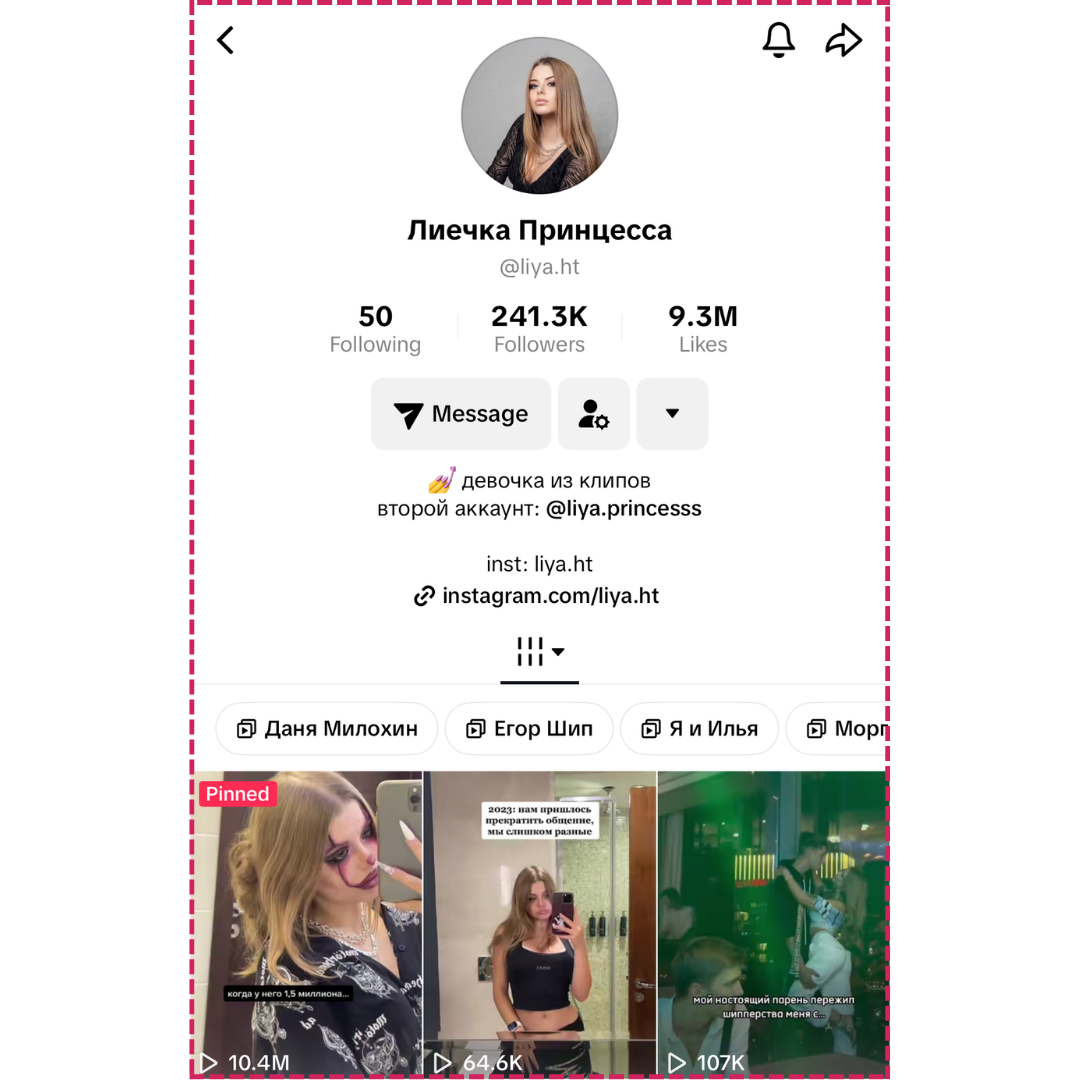 Лиечка Принцесса
@liya.ht
50
Following
241.3K
Followers
9.3M
Likes
Message
💅 девочка из клипов
второй аккаунт: @liya.princesss
inst: liya.ht
instagram.com/liya.ht
Даня Милохин
Егор Шип
Я и Илья
Морг
Pinned
когда у него 1,5 миллиона...
10.4M
2023: нам пришлось
прекратить общение,
мы слишком разные
64.6K
мой настоящий парень пережил
шипперства меня с...
107K